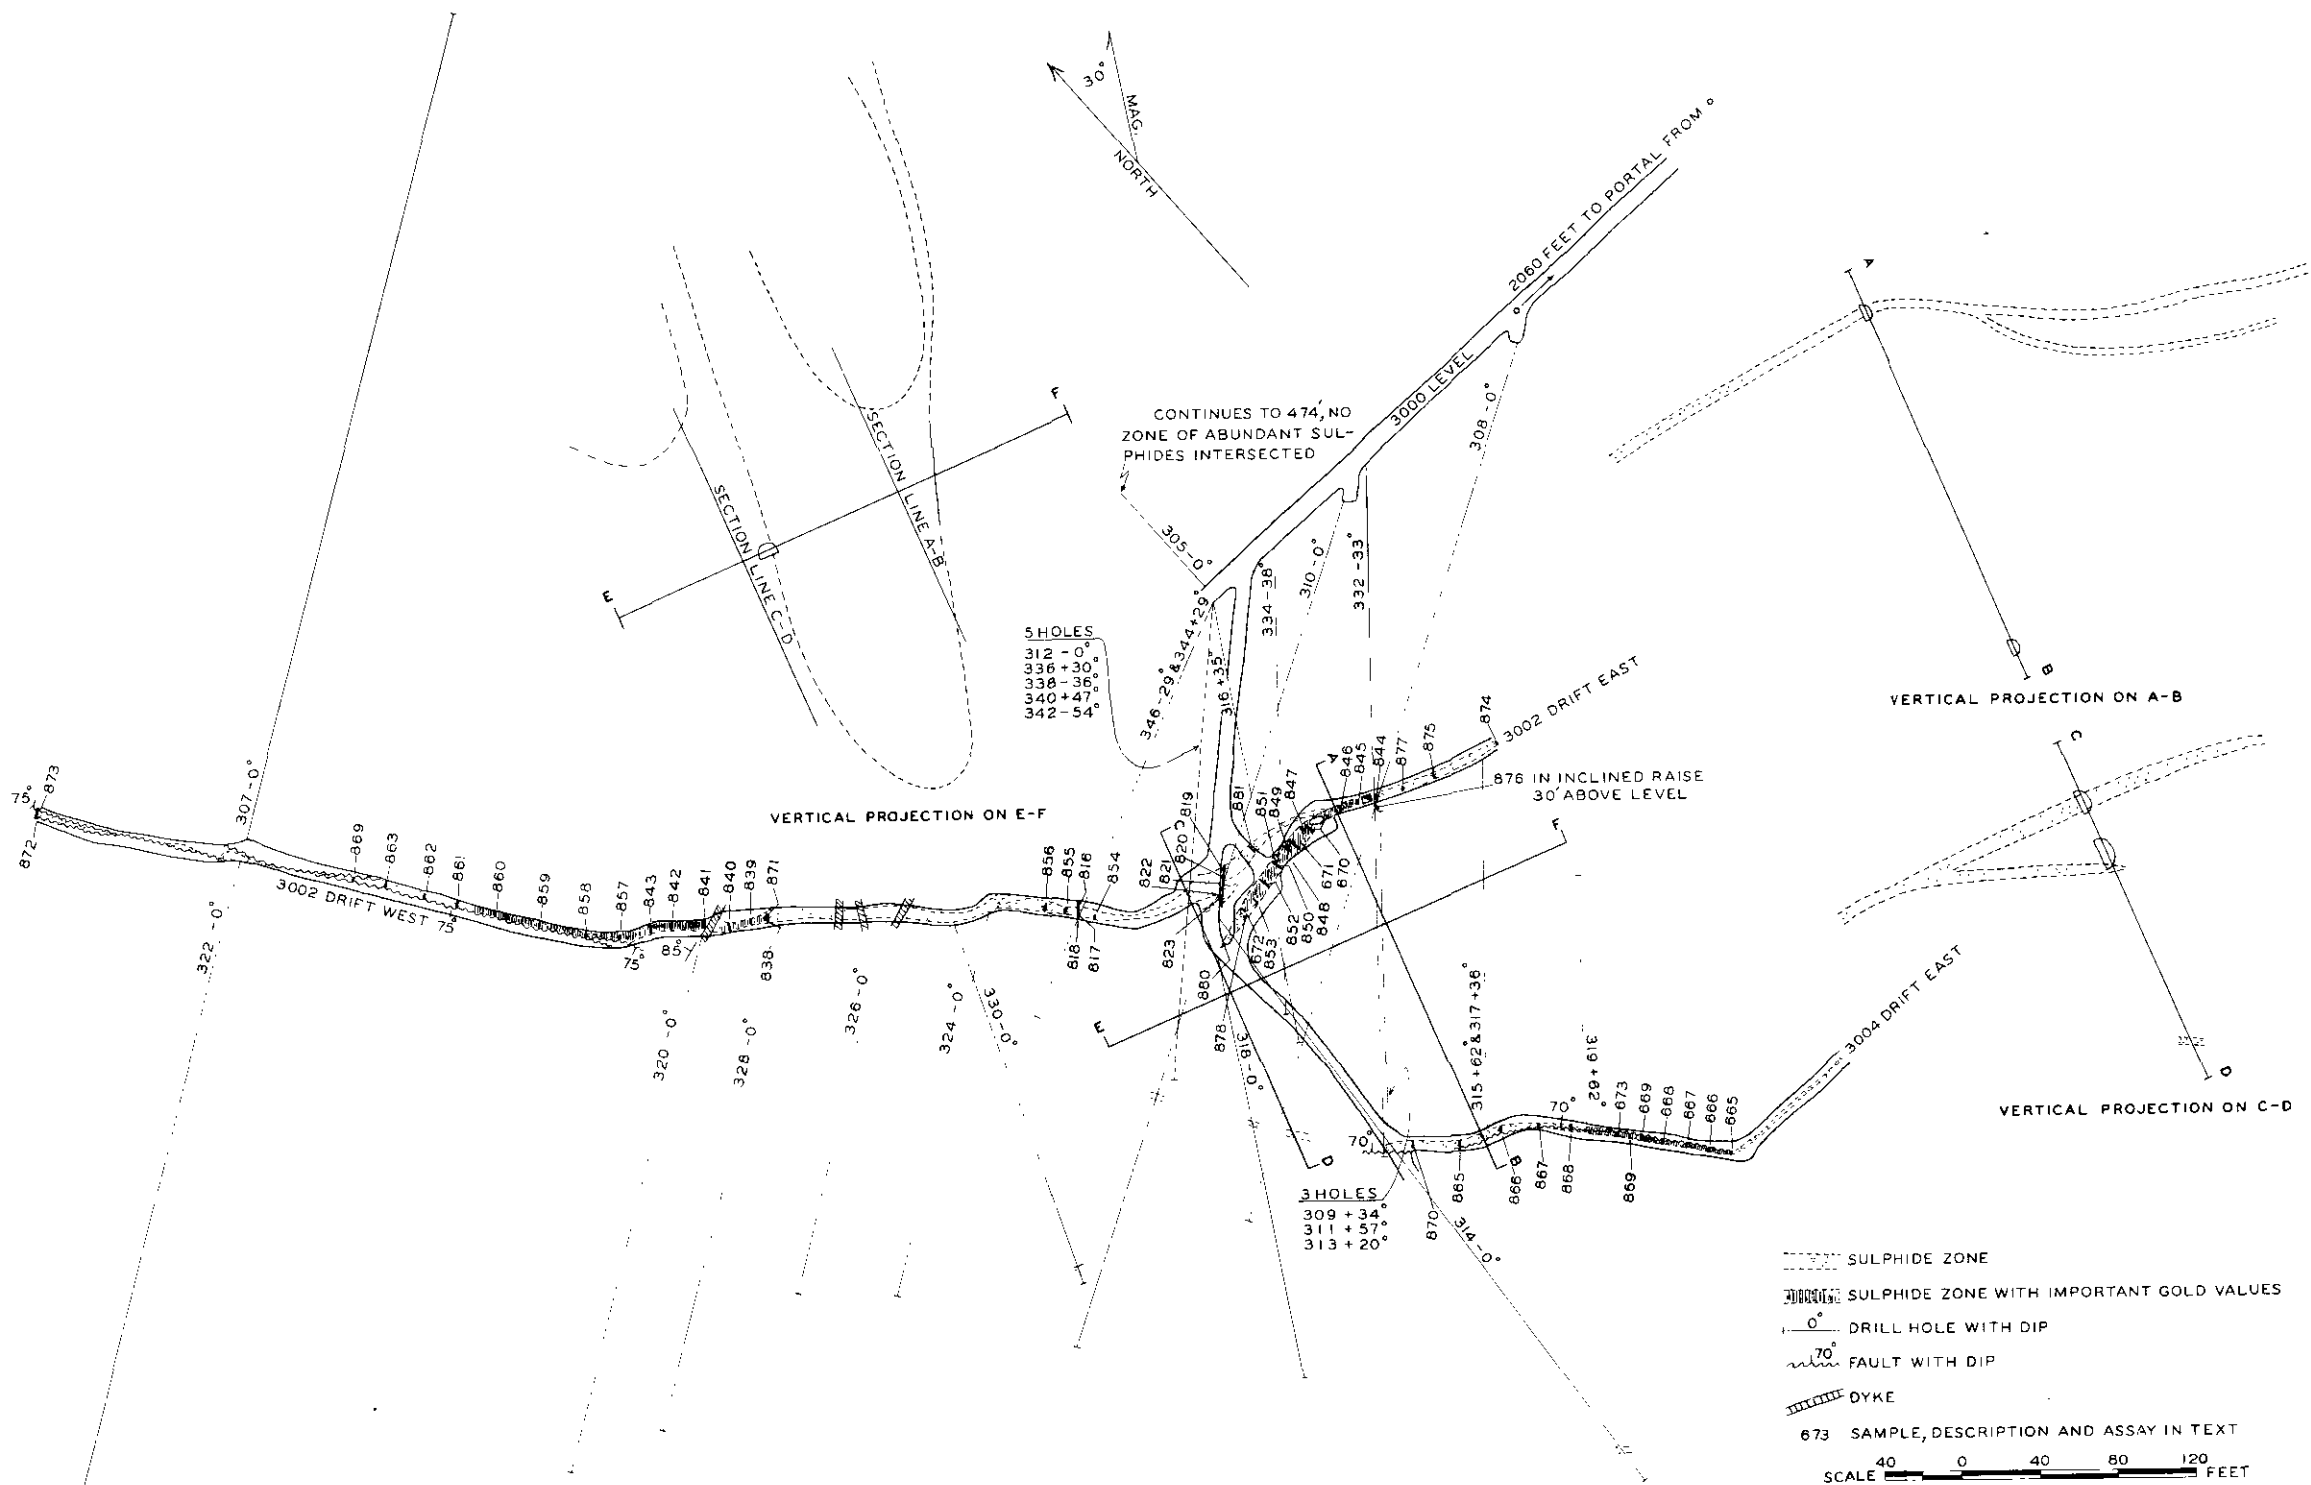 30°
MAG.
NORTH
2060 FEET TO PORTAL FROM
3000 LEVEL
308-0°
A
B
VERTICAL PROJECTION ON A-B
C
D
VERTICAL PROJECTION ON C-D
F
E
SECTION LINE A-B
SECTION LINE C-D
VERTICAL PROJECTION ON E-F
CONTINUES TO 474', NO
ZONE OF ABUNDANT SUL-
PHIDES INTERSECTED
305-0°
310-0°
332-33°
334-38°
346-29° & 344+29°
316+35°
5 HOLES
312-0°
336+30°
338-36°
340+47°
342-54°
3002 DRIFT EAST
874
875
877
844
845
846
A
847
849
851
881
876 IN INCLINED RAISE
30' ABOVE LEVEL
F
819
C
820
821
822
671
670
848
850
852
853
672
823
880
878
E
318-0°
D
75°
873
872
307-0°
322-0°
3002 DRIFT WEST
869
863
862
861
860
859
858
857
843
842
841
840
839
871
838
75°
75°
85°
856
855
816
854
818
817
320-0°
328-0°
326-0°
324-0°
330-0°
315+62° & 317+36°
319+62°
3004 DRIFT EAST
70°
673
669
668
667
666
665
70°
865
B
866
867
868
869
870
314-0°
3 HOLES
309+34°
311+57°
313+20°
SULPHIDE ZONE
SULPHIDE ZONE WITH IMPORTANT GOLD VALUES
0° DRILL HOLE WITH DIP
70° FAULT WITH DIP
DYKE
673 SAMPLE, DESCRIPTION AND ASSAY IN TEXT
SCALE 40 0 40 80 120 FEET